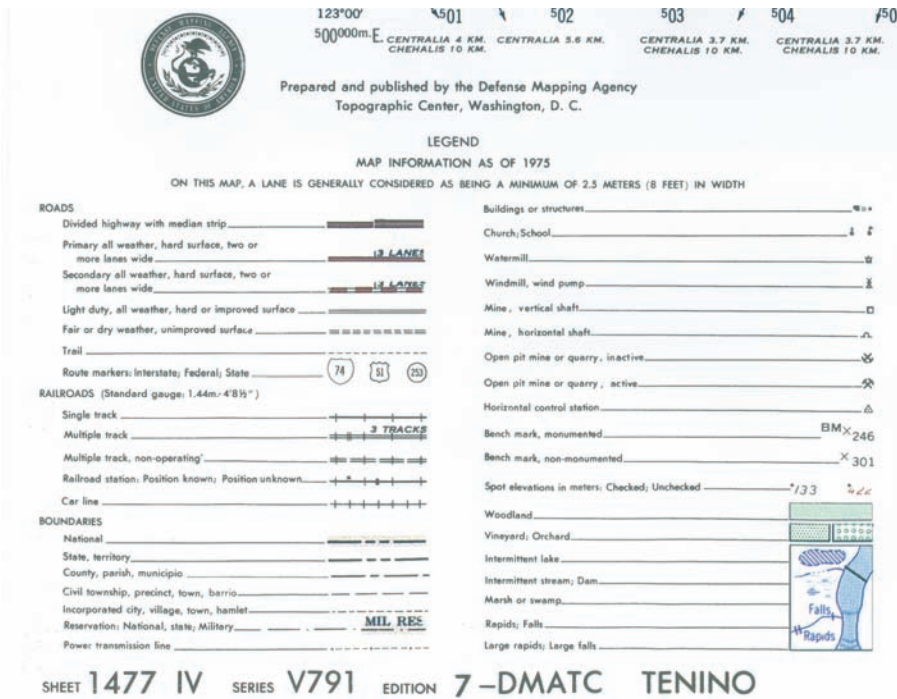 123°00' 501 502 503 504
500000m.E. CENTRALIA 4 KM. CENTRALIA 5.6 KM. CENTRALIA 3.7 KM. CENTRALIA 3.7 KM.
CHEHALIS 10 KM. CHEHALIS 10 KM. CHEHALIS 10 KM.
Prepared and published by the Defense Mapping Agency
Topographic Center, Washington, D. C.
LEGEND
MAP INFORMATION AS OF 1975
ON THIS MAP, A LANE IS GENERALLY CONSIDERED AS BEING A MINIMUM OF 2.5 METERS (8 FEET) IN WIDTH
ROADS
Divided highway with median strip
Primary all weather, hard surface, two or
more lanes wide 3 LANES
Secondary all weather, hard surface, two or
more lanes wide LANES
Light duty, all weather, hard or improved surface
Fair or dry weather, unimproved surface
Trail
Route markers: Interstate; Federal; State 74 51 253
RAILROADS (Standard gauge: 1.44m.-4'8½")
Single track
Multiple track 3 TRACKS
Multiple track, non-operating
Railroad station: Position known; Position unknown
Car line
BOUNDARIES
National
State, territory
County, parish, municipio
Civil township, precinct, town, barrio
Incorporated city, village, town, hamlet
Reservation: National, state; Military MIL RES
Power transmission line
Buildings or structures
Church; School
Watermill
Windmill, wind pump
Mine, vertical shaft
Mine, horizontal shaft
Open pit mine or quarry, inactive
Open pit mine or quarry, active
Horizontal control station
Bench mark, monumented BM X 246
Bench mark, non-monumented X 301
Spot elevations in meters: Checked; Unchecked 133
Woodland
Vineyard; Orchard
Intermittent lake
Intermittent stream; Dam
Marsh or swamp
Rapids; Falls
Large rapids; Large falls
Falls
Rapids
SHEET 1477 IV SERIES V791 EDITION 7-DMATC TENINO